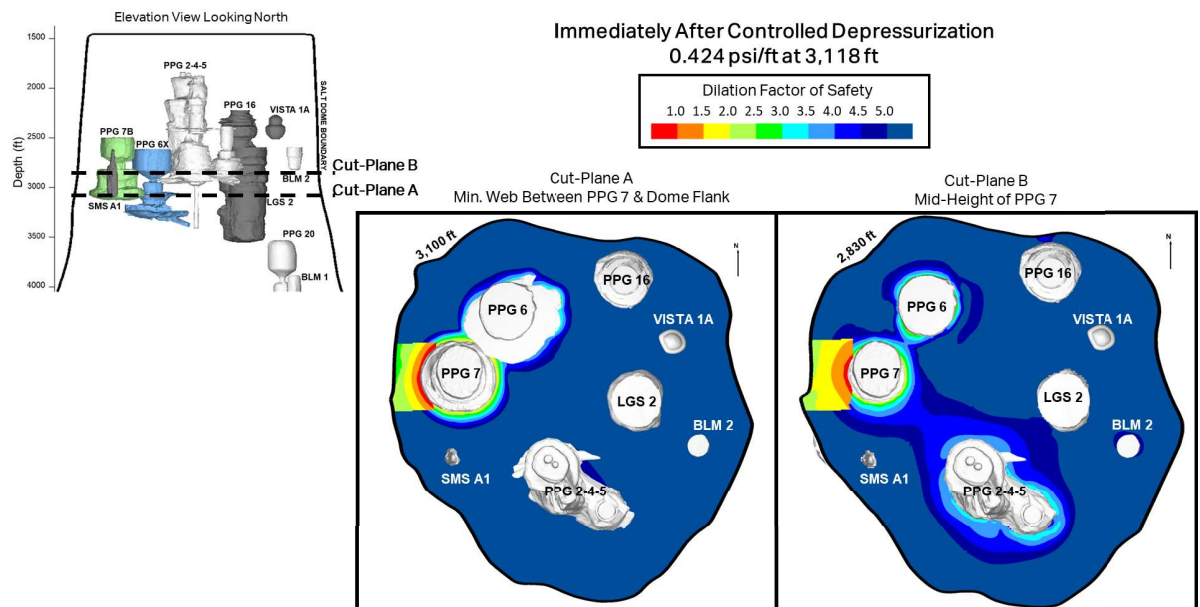 Elevation View Looking North
Depth (ft)
1500
2000
2500
3000
3500
4000
PPG 2-4-5
PPG 16
VISTA 1A
PPG 7B
PPG 6X
SALT DOME BOUNDARY
BLM 2
SMS A1
LGS 2
PPG 20
BLM 1
Cut-Plane B
Cut-Plane A
Immediately After Controlled Depressurization
0.424 psi/ft at 3,118 ft
Dilation Factor of Safety
1.0 1.5 2.0 2.5 3.0 3.5 4.0 5.0
Cut-Plane A
Min. Web Between PPG 7 & Dome Flank
3,100 ft
N
PPG 16
PPG 6
VISTA 1A
PPG 7
LGS 2
BLM 2
SMS A1
PPG 2-4-5
Cut-Plane B
Mid-Height of PPG 7
2,830 ft
N
PPG 16
PPG 6
VISTA 1A
PPG 7
LGS 2
BLM 2
SMS A1
PPG 2-4-5